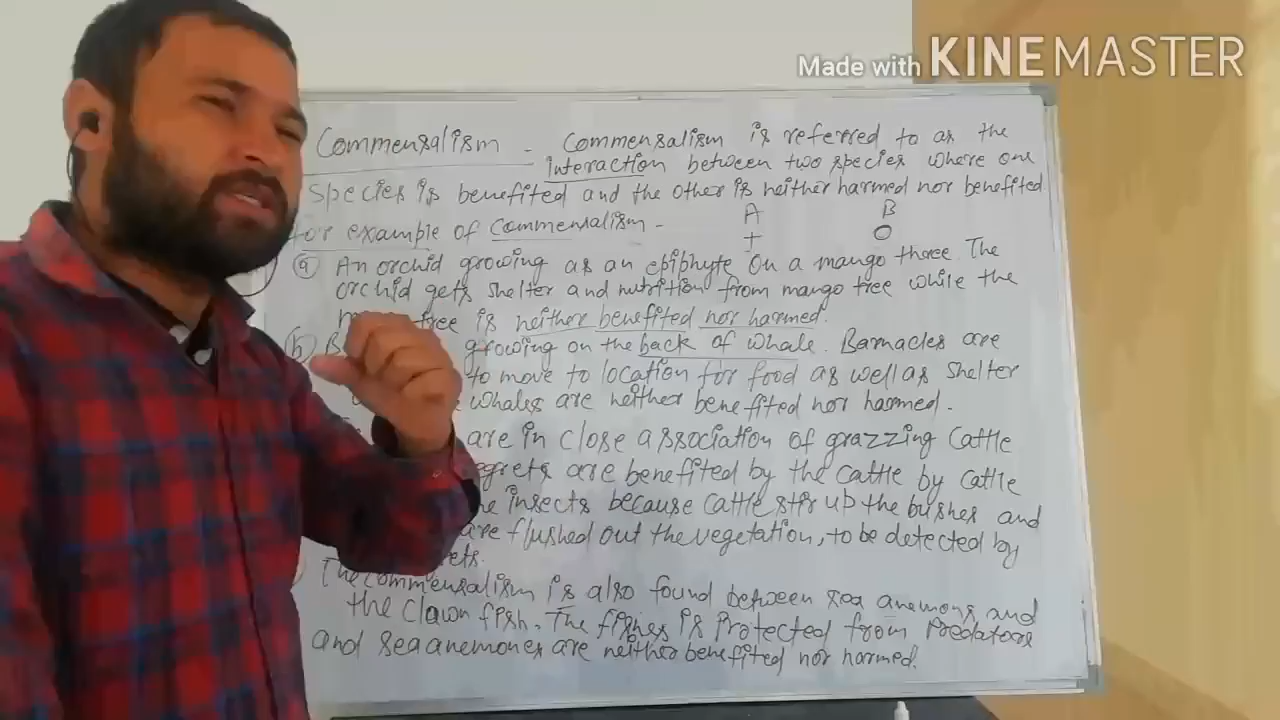 Made with KINEMASTER
Commensalism - Commensalism is referred to as the
interaction between two species where one
Species is benefited and the other is neither harmed nor benefited
for example of Commensalism -
A B
+ O
(a) An orchid growing as an epiphyte on a mango three. The
orchid gets shelter and nutrition from mango tree while the
tree is neither benefited nor harmed.
(b) growing on the back of whale. Barnacles are
to move to location for food as well as shelter
whales are neither benefited nor harmed.
are in close association of grazzing Cattle
egrets are benefited by the cattle by cattle
insects because cattle stir up the bushes and
are flushed out the vegetation, to be detected by
The commensalism is also found between sea anemons and
the clawn fish. The fishes is Protected from Predators
and sea anemones are neither benefited nor harmed.